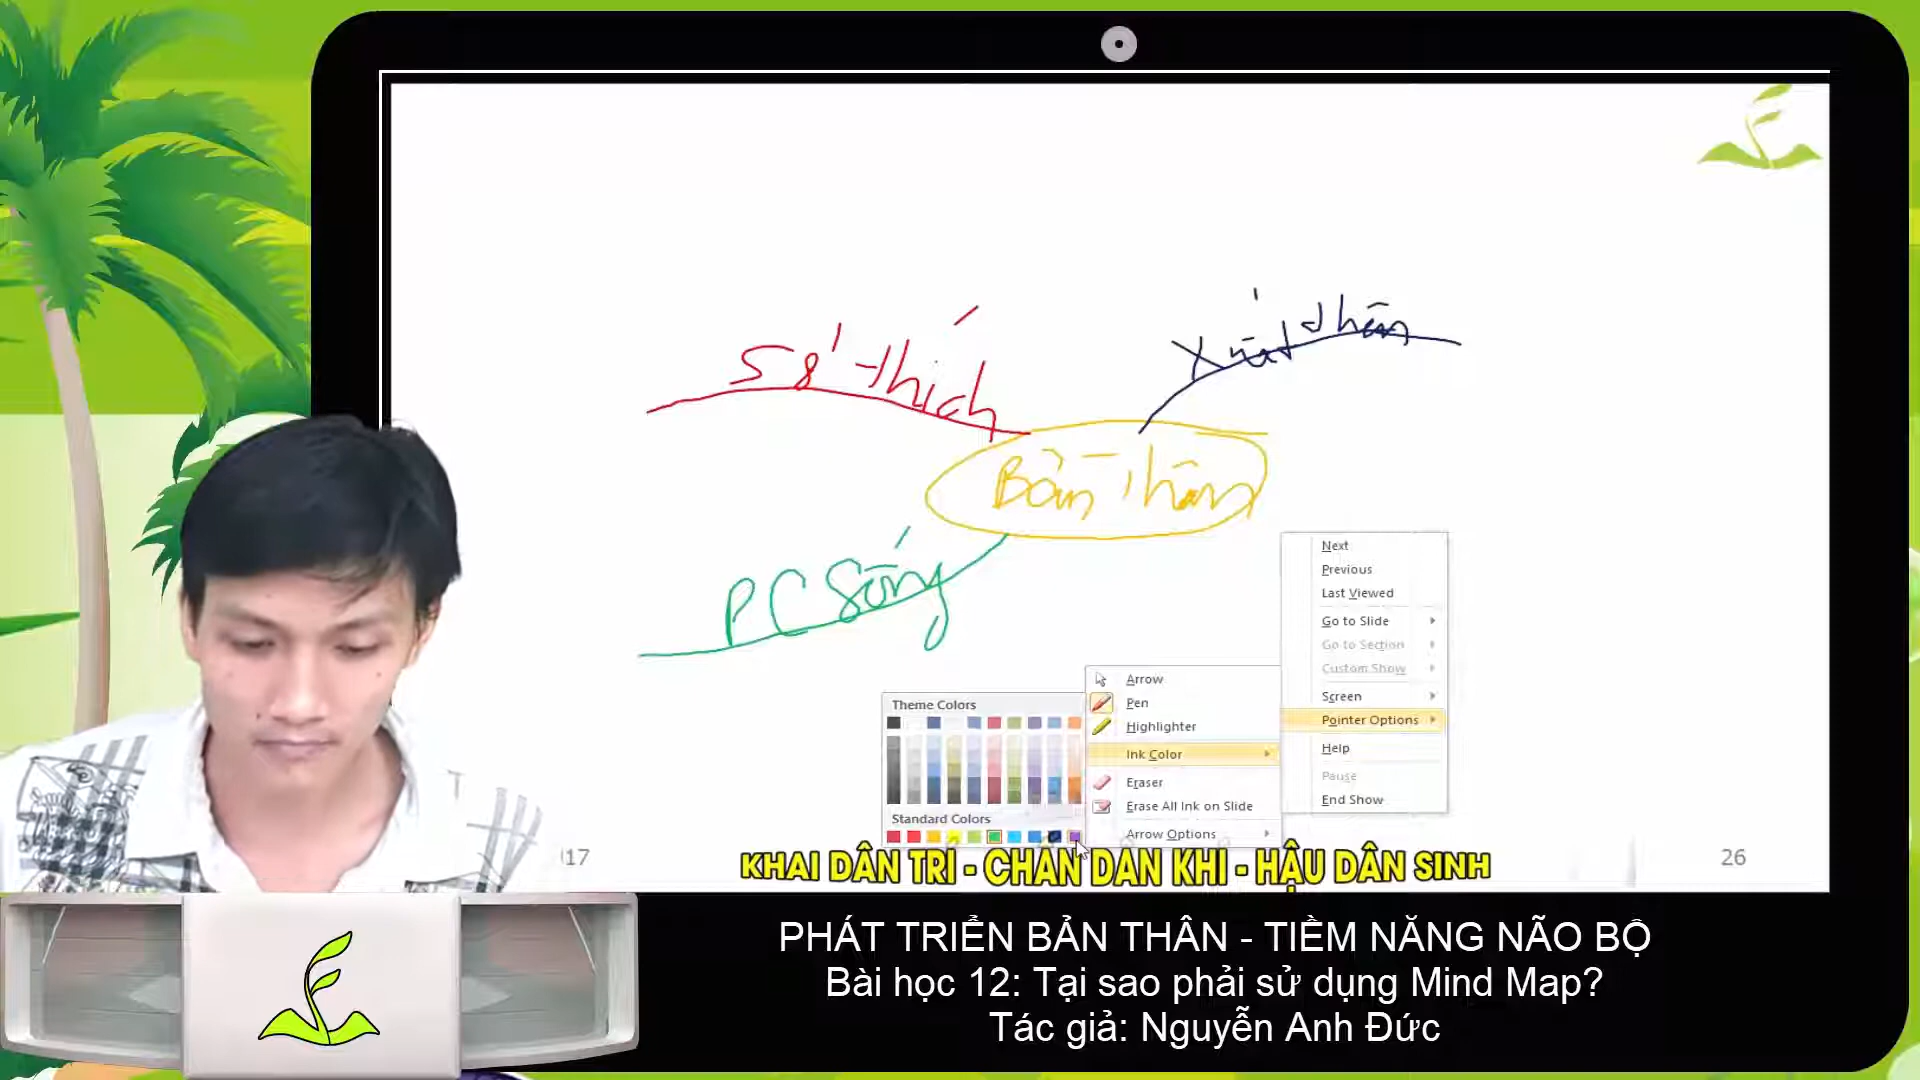 Sở thích
Xuất thân
Bản thân
PC Sống
Next
Previous
Last Viewed
Go to Slide
Go to Section
Custom Show
Screen
Pointer Options
Help
Pause
End Show
Arrow
Pen
Highlighter
Ink Color
Eraser
Erase All Ink on Slide
Arrow Options
Theme Colors
Standard Colors
17
26
KHAI DÂN TRÍ - CHẤN DÂN KHÍ - HẬU DÂN SINH
PHÁT TRIỂN BẢN THÂN - TIỀM NĂNG NÃO BỘ
Bài học 12: Tại sao phải sử dụng Mind Map?
Tác giả: Nguyễn Anh Đức